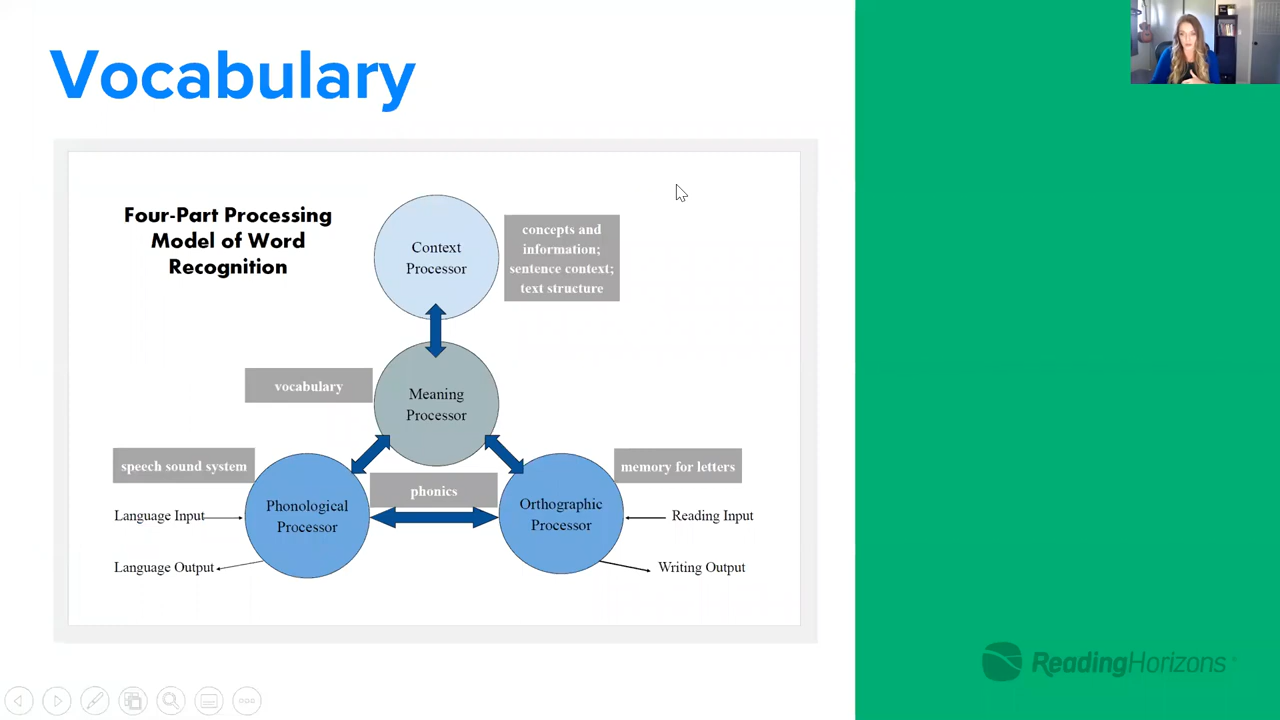 Vocabulary
Four-Part Processing
Model of Word
Recognition
Context
Processor
concepts and
information;
sentence context;
text structure
vocabulary
Meaning
Processor
speech sound system
memory for letters
phonics
Phonological
Processor
Orthographic
Processor
Language Input
Reading Input
Language Output
Writing Output
ReadingHorizons